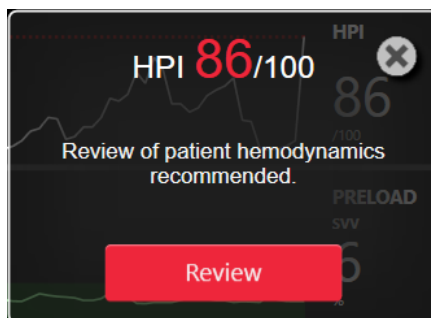 HPI
HPI 86/100
86
/100
Review of patient hemodynamics
recommended.
PRELOAD
SVV
Review
%